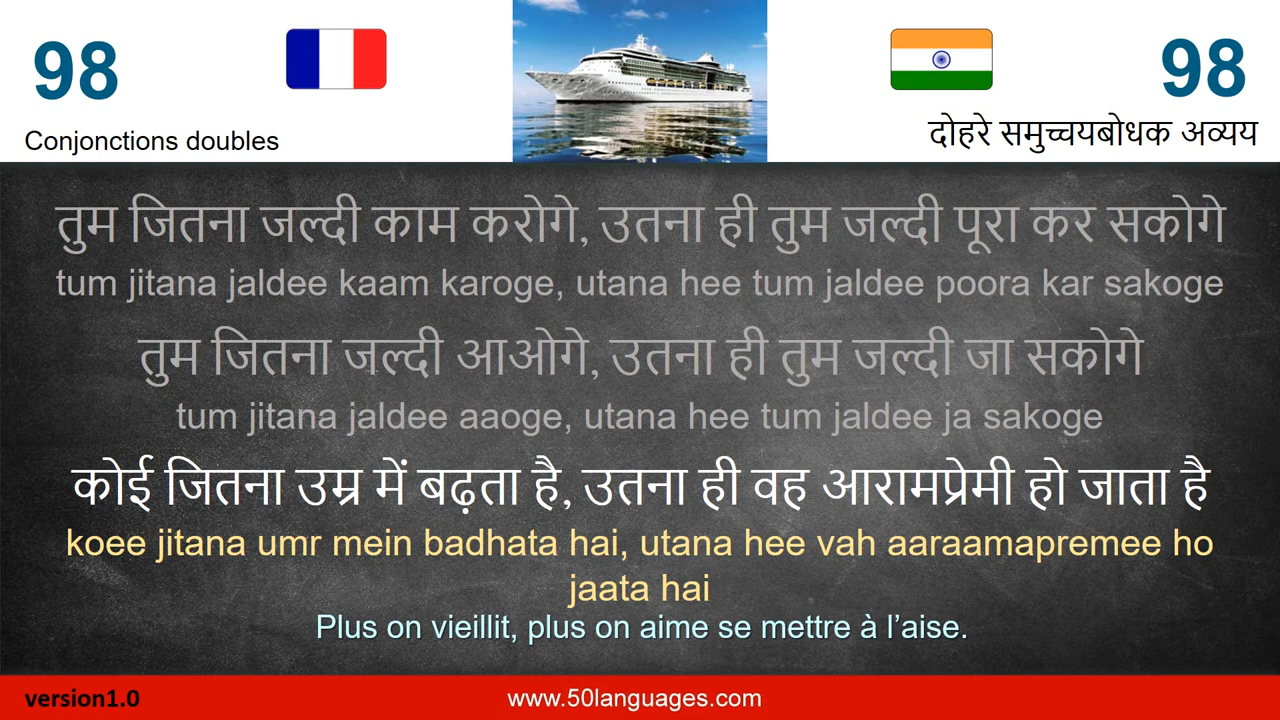 98
98
Conjonctions doubles
दोहरे समुच्चयबोधक अव्यय
तुम जितना जल्दी काम करोगे, उतना ही तुम जल्दी पूरा कर सकोगे
tum jitana jaldee kaam karoge, utana hee tum jaldee poora kar sakoge
तुम जितना जल्दी आओगे, उतना ही तुम जल्दी जा सकोगे
tum jitana jaldee aaoge, utana hee tum jaldee ja sakoge
कोई जितना उम्र में बढ़ता है, उतना ही वह आरामप्रेमी हो जाता है
koee jitana umr mein badhata hai, utana hee vah aaraamapremee ho
jaata hai
Plus on vieillit, plus on aime se mettre à l’aise.
version1.0
www.50languages.com